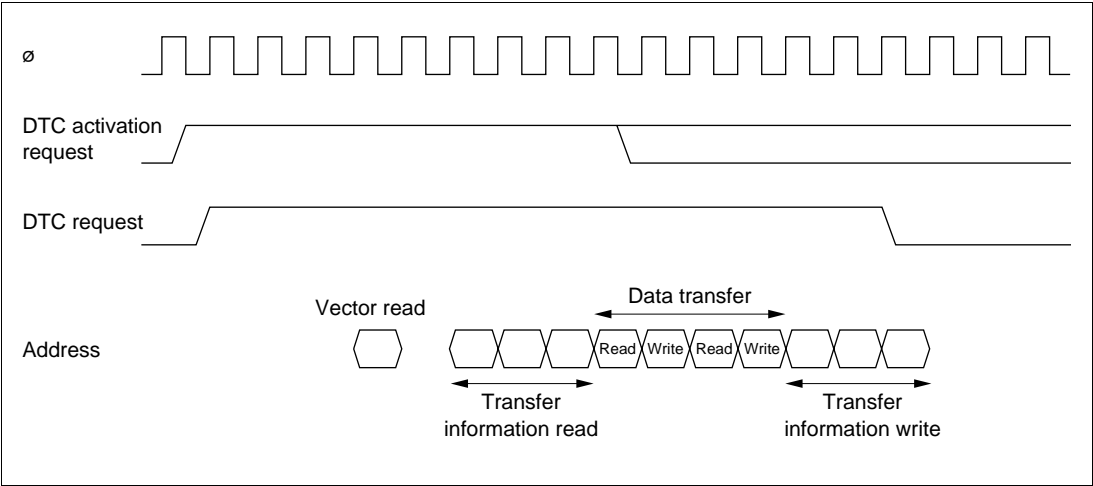 ø
DTC activation
request
DTC request
Vector read
Data transfer
Address
Read Write Read Write
Transfer
information read
Transfer
information write